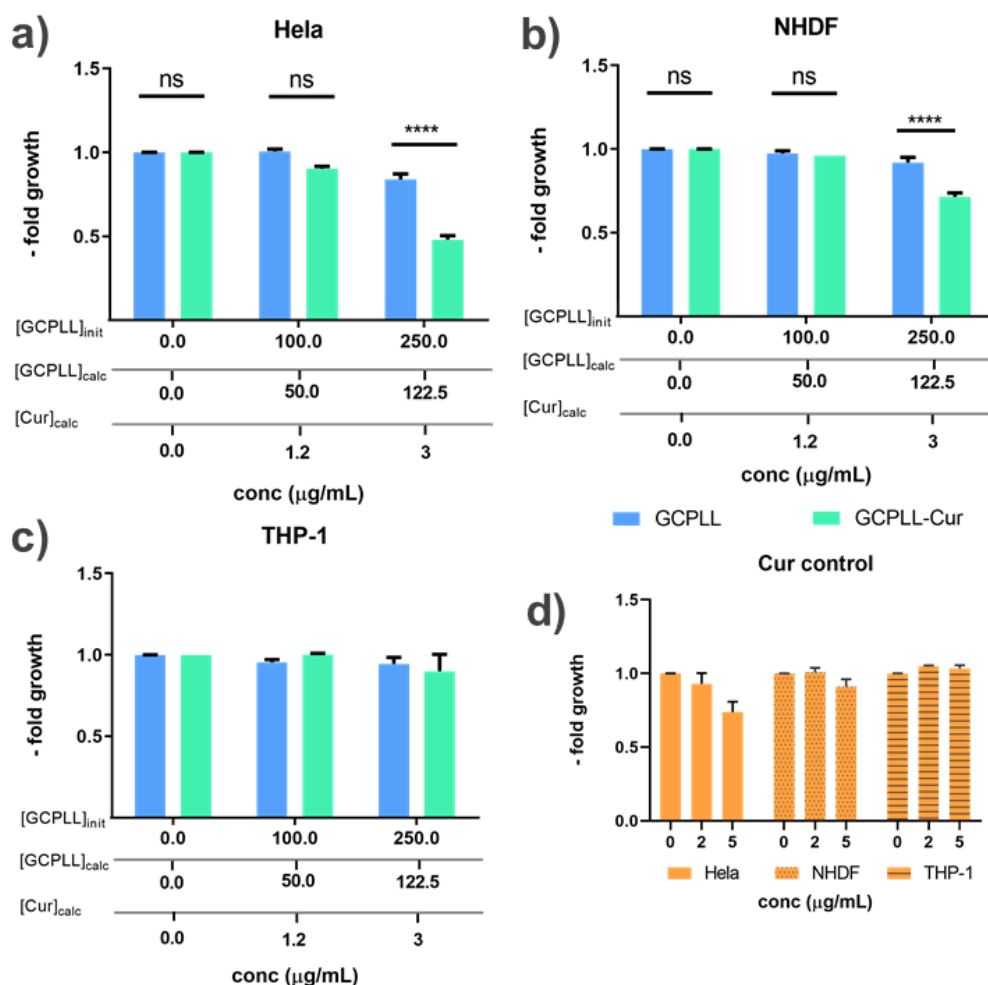 a)
Hela
1.5
ns
ns
****
1.0
0.5
- fold growth
[GCPLL]init
0.0 100.0 250.0
[GCPLL]calc
0.0 50.0 122.5
[Cur]calc
0.0 1.2 3
conc (μg/mL)
b)
NHDF
1.5
ns
ns
****
1.0
0.5
- fold growth
[GCPLL]init
0.0 100.0 250.0
[GCPLL]calc
0.0 50.0 122.5
[Cur]calc
0.0 1.2 3
conc (μg/mL)
GCPLL GCPLL-Cur
c)
THP-1
1.5
1.0
0.5
- fold growth
[GCPLL]init
0.0 100.0 250.0
[GCPLL]calc
0.0 50.0 122.5
[Cur]calc
0.0 1.2 3
conc (μg/mL)
d)
Cur control
1.5
1.0
0.5
0.0
- fold growth
0 2 5 0 2 5 0 2 5
Hela NHDF THP-1
conc (μg/mL)